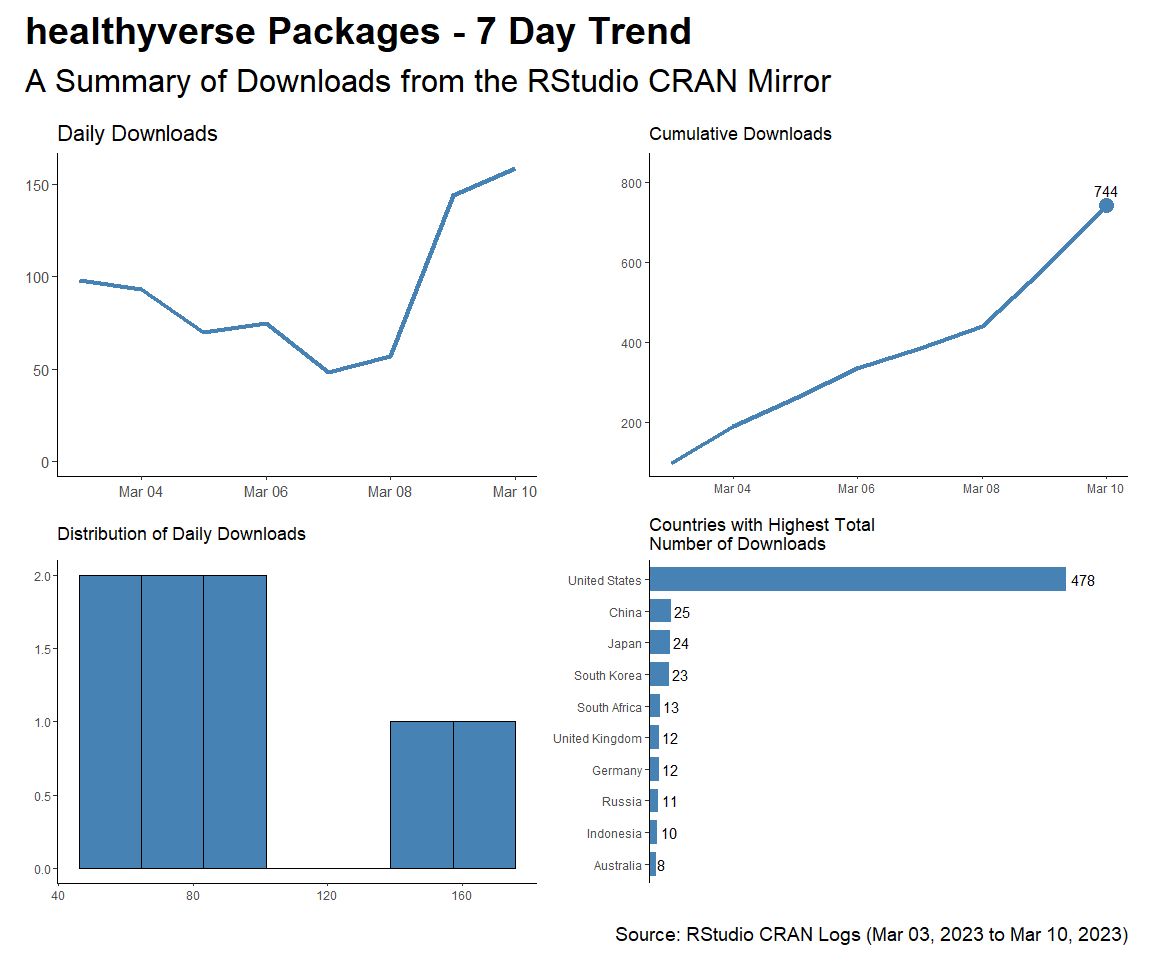 healthyverse Packages - 7 Day Trend
A Summary of Downloads from the RStudio CRAN Mirror
Daily Downloads
150
100
50
0
Mar 04 Mar 06 Mar 08 Mar 10
Cumulative Downloads
800
600
400
200
744
Mar 04 Mar 06 Mar 08 Mar 10
Distribution of Daily Downloads
2.0
1.5
1.0
0.5
0.0
40 80 120 160
Countries with Highest Total
Number of Downloads
United States 478
China 25
Japan 24
South Korea 23
South Africa 13
United Kingdom 12
Germany 12
Russia 11
Indonesia 10
Australia 8
Source: RStudio CRAN Logs (Mar 03, 2023 to Mar 10, 2023)